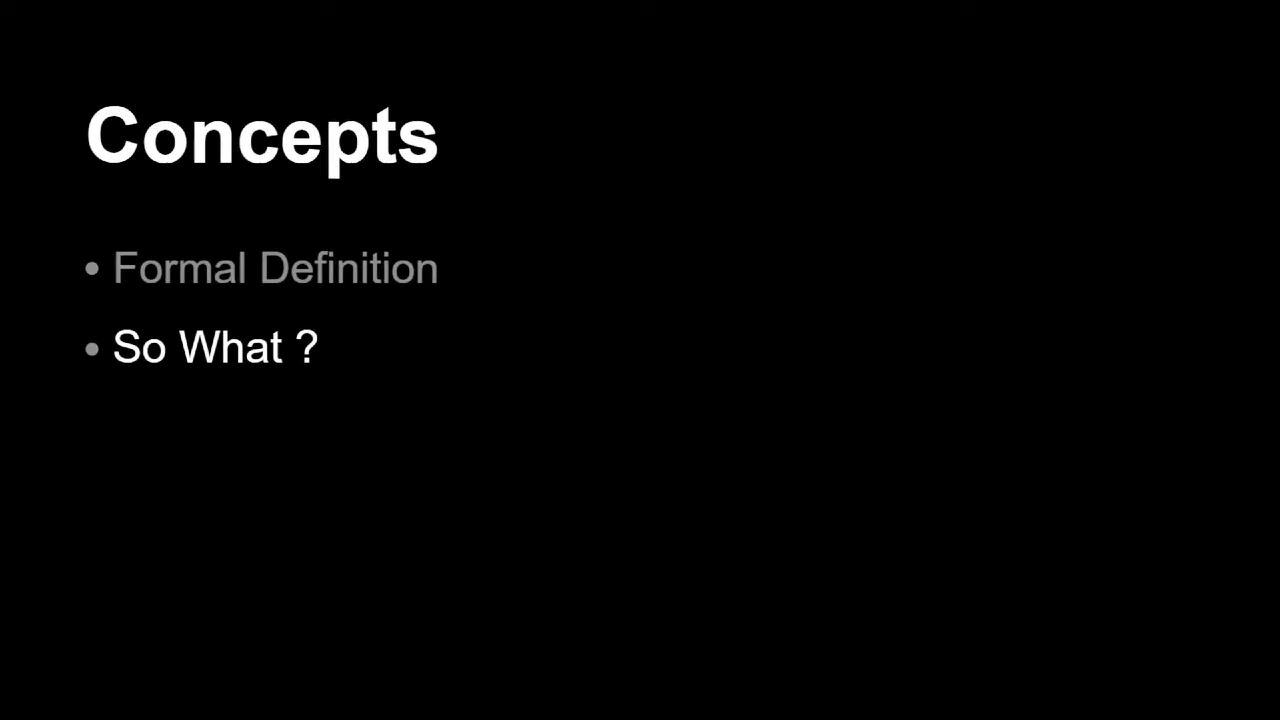 Concepts
• Formal Definition
• So What ?